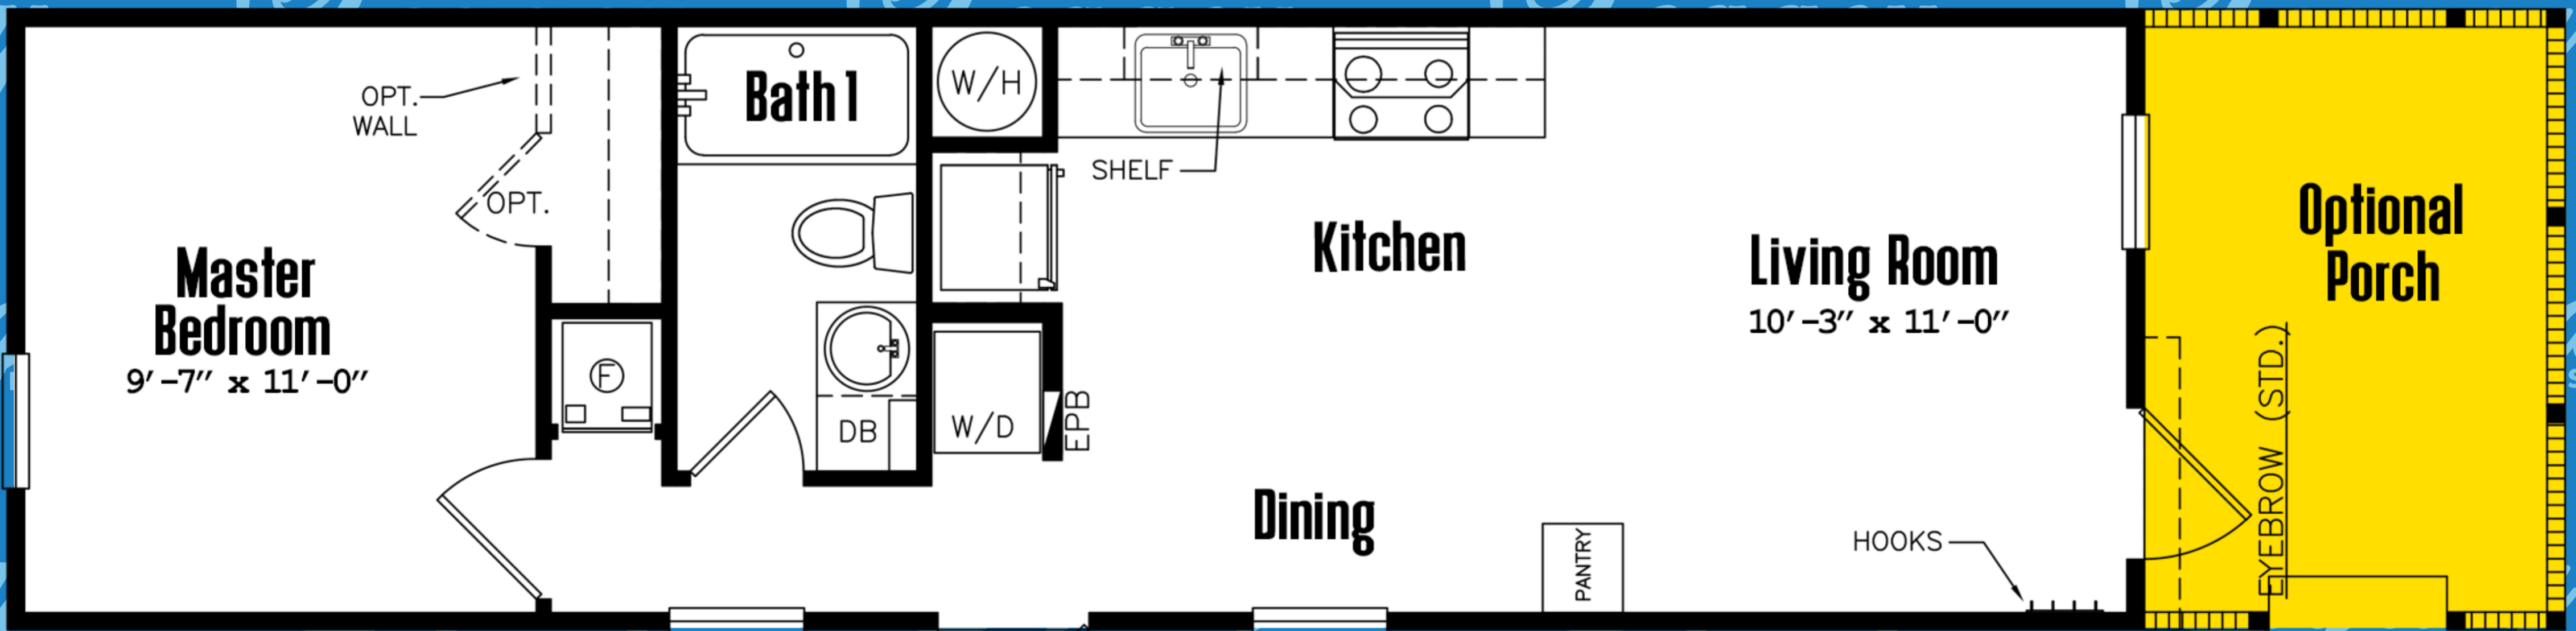 OPT.
WALL
OPT.
Master
Bedroom
9'-7" x 11'-0"
F
Bath 1
DB
W/H
W/D
EPB
SHELF
Kitchen
Dining
PANTRY
Living Room
10'-3" x 11'-0"
HOOKS
EYEBROW (STD.)
Optional
Porch